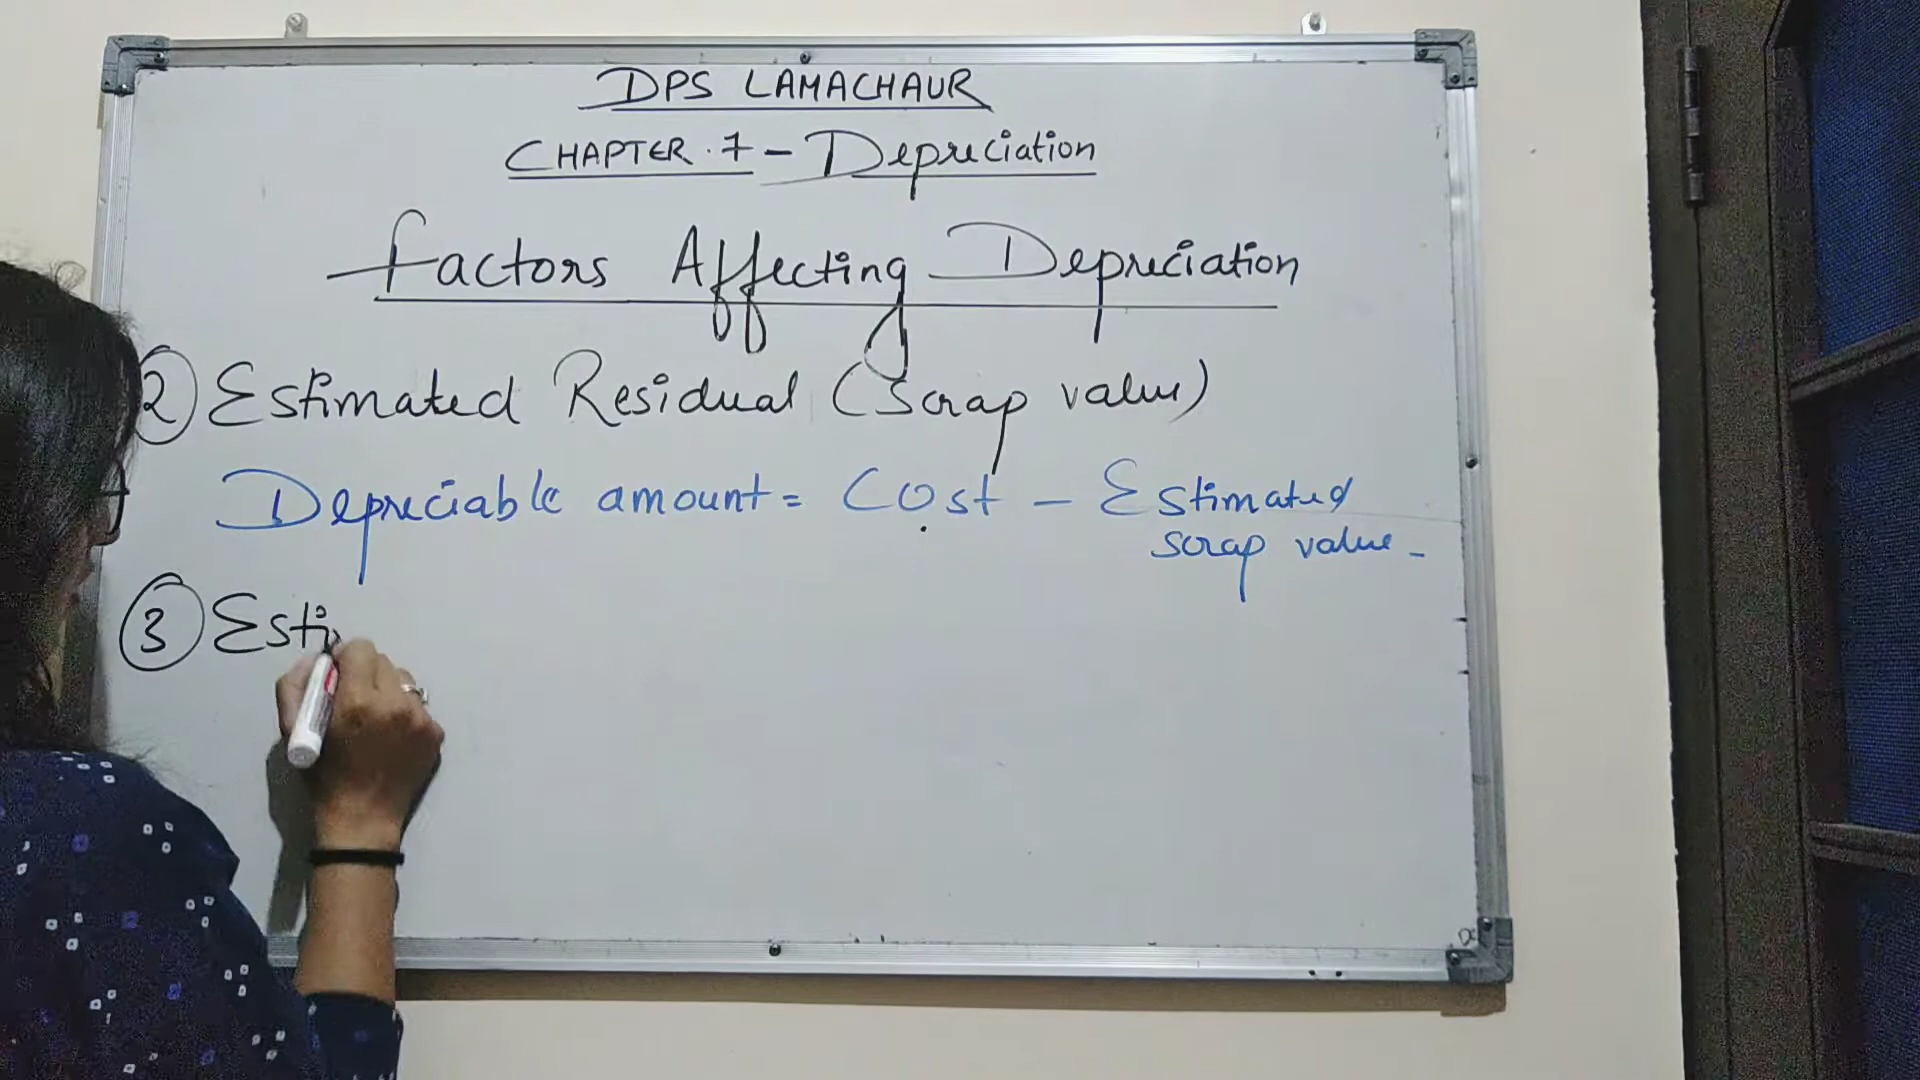 DPS LAMACHAUR
CHAPTER.7 - Depreciation
Factors Affecting Depreciation
2 Estimated Residual (Scrap value)
Depreciable amount = Cost - Estimated
scrap value -
3 Esti